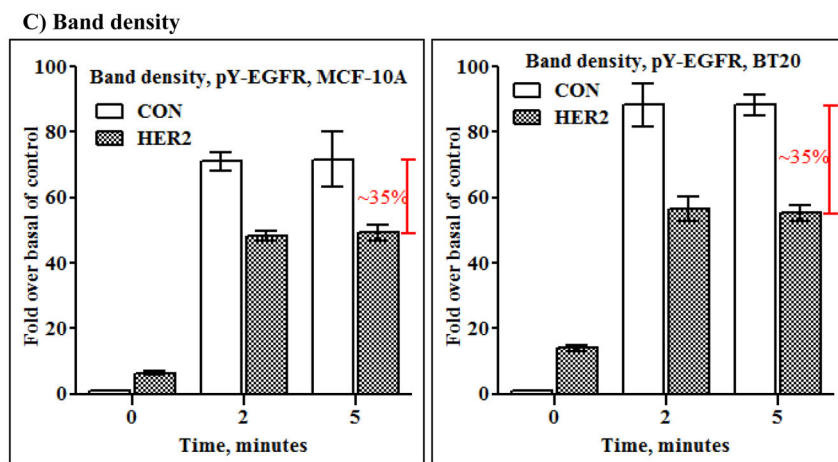 C) Band density
Band density, pY-EGFR, MCF-10A
CON
HER2
100
80
60
40
20
0
Fold over basal of control
~35%
0 2 5
Time, minutes
Band density, pY-EGFR, BT20
CON
HER2
100
80
60
40
20
0
Fold over basal of control
~35%
0 2 5
Time, minutes